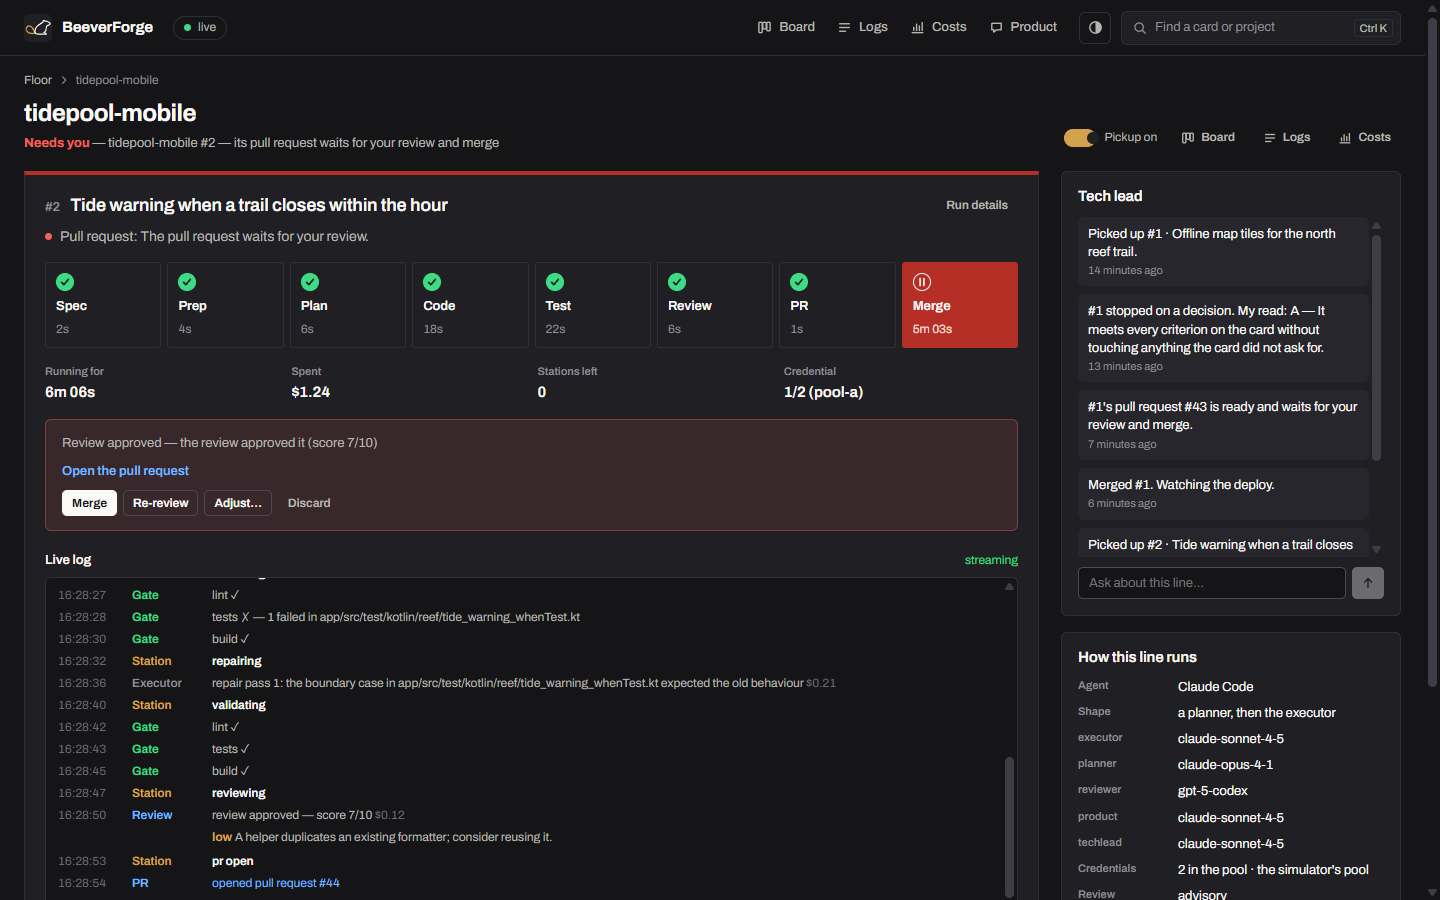 BeeverForge
live
Board
Logs
Costs
Product
Find a card or project
Ctrl K
Floor
tidepool-mobile
tidepool-mobile
Needs you — tidepool-mobile #2 — its pull request waits for your review and merge
Pickup on
Board
Logs
Costs
#2 Tide warning when a trail closes within the hour
Run details
Pull request: The pull request waits for your review.
Spec
2s
Prep
4s
Plan
6s
Code
18s
Test
22s
Review
6s
PR
1s
Merge
5m 03s
Running for
6m 06s
Spent
$1.24
Stations left
0
Credential
1/2 (pool-a)
Review approved — the review approved it (score 7/10)
Open the pull request
Merge
Re-review
Adjust...
Discard
Live log
streaming
16:28:27 Gate lint ✓
16:28:28 Gate tests ✗ — 1 failed in app/src/test/kotlin/reef/tide_warning_whenTest.kt
16:28:30 Gate build ✓
16:28:32 Station repairing
16:28:36 Executor repair pass 1: the boundary case in app/src/test/kotlin/reef/tide_warning_whenTest.kt expected the old behaviour $0.21
16:28:40 Station validating
16:28:42 Gate lint ✓
16:28:43 Gate tests ✓
16:28:45 Gate build ✓
16:28:47 Station reviewing
16:28:50 Review review approved — score 7/10 $0.12
low A helper duplicates an existing formatter; consider reusing it.
16:28:53 Station pr open
16:28:54 PR opened pull request #44
Tech lead
Picked up #1 · Offline map tiles for the north
reef trail.
14 minutes ago
#1 stopped on a decision. My read: A — It
meets every criterion on the card without
touching anything the card did not ask for.
13 minutes ago
#1's pull request #43 is ready and waits for your
review and merge.
7 minutes ago
Merged #1. Watching the deploy.
6 minutes ago
Picked up #2 · Tide warning when a trail closes
Ask about this line...
How this line runs
Agent Claude Code
Shape a planner, then the executor
executor claude-sonnet-4-5
planner claude-opus-4-1
reviewer gpt-5-codex
product claude-sonnet-4-5
techlead claude-sonnet-4-5
Credentials 2 in the pool · the simulator's pool
Review advisory